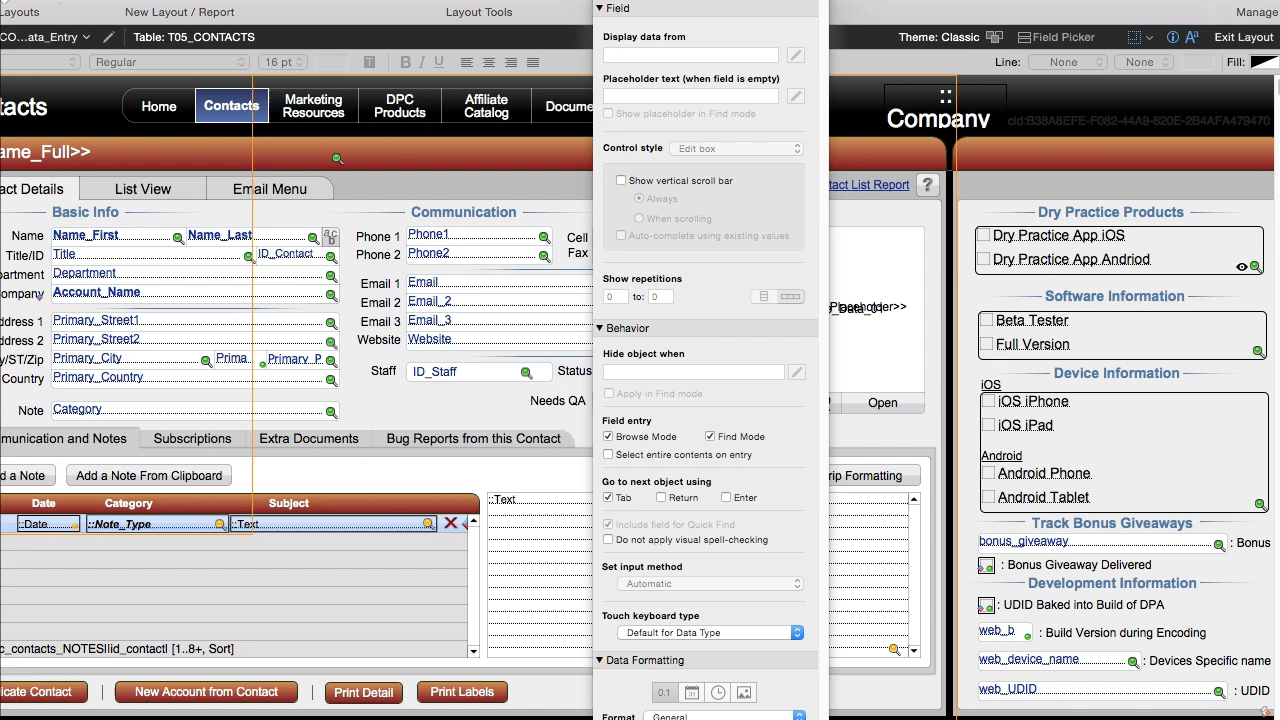 Layouts New Layout / Report Layout Tools Manage
CO...ata_Entry Table: T05_CONTACTS Theme: Classic Field Picker Exit Layout
Regular 16 pt B I U Line: None None Fill:
tacts Home Contacts Marketing Resources DPC Products Affiliate Catalog Docume
::
Company
cid:B38A8EFE-F082-44A9-820E-2B4AFA479470
ame_Full>>
act Details List View Email Menu
tact List Report ?
Basic Info
Name Name_First Name_Last
Title/ID Title ID_Contact
partment Department
ompany Account_Name
ddress 1 Primary_Street1
ddress 2 Primary_Street2
y/ST/Zip Primary_City Prima Primary_P
Country Primary_Country
Note Category
Communication
Phone 1 Phone1 Cell
Phone 2 Phone2 Fax
Email 1 Email
Email 2 Email_2
Email 3 Email_3
Website Website
Staff ID_Staff Status
Needs QA
Open
munication and Notes Subscriptions Extra Documents Bug Reports from this Contact
d a Note Add a Note From Clipboard
rip Formatting
Date Category Subject
::Date ::Note_Type ::Text
::Text
c_contacts_NOTES||id_contact| [1..8+, Sort]
icate Contact New Account from Contact Print Detail Print Labels
Field
Display data from
Placeholder text (when field is empty)
Show placeholder in Find mode
Control style Edit box
Show vertical scroll bar
Always
When scrolling
Auto-complete using existing values
Show repetitions
0 to: 0
Behavior
Hide object when
Apply in Find mode
Field entry
Browse Mode Find Mode
Select entire contents on entry
Go to next object using
Tab Return Enter
Include field for Quick Find
Do not apply visual spell-checking
Set input method
Automatic
Touch keyboard type
Default for Data Type
Data Formatting
0.1 31
Format General
Dry Practice Products
Dry Practice App iOS
Dry Practice App Andriod
Software Information
Beta Tester
Full Version
Device Information
iOS
iOS iPhone
iOS iPad
Android
Android Phone
Android Tablet
Track Bonus Giveaways
bonus_giveaway : Bonus
: Bonus Giveaway Delivered
Development Information
: UDID Baked into Build of DPA
web_b : Build Version during Encoding
web_device_name : Devices Specific name
web_UDID : UDID